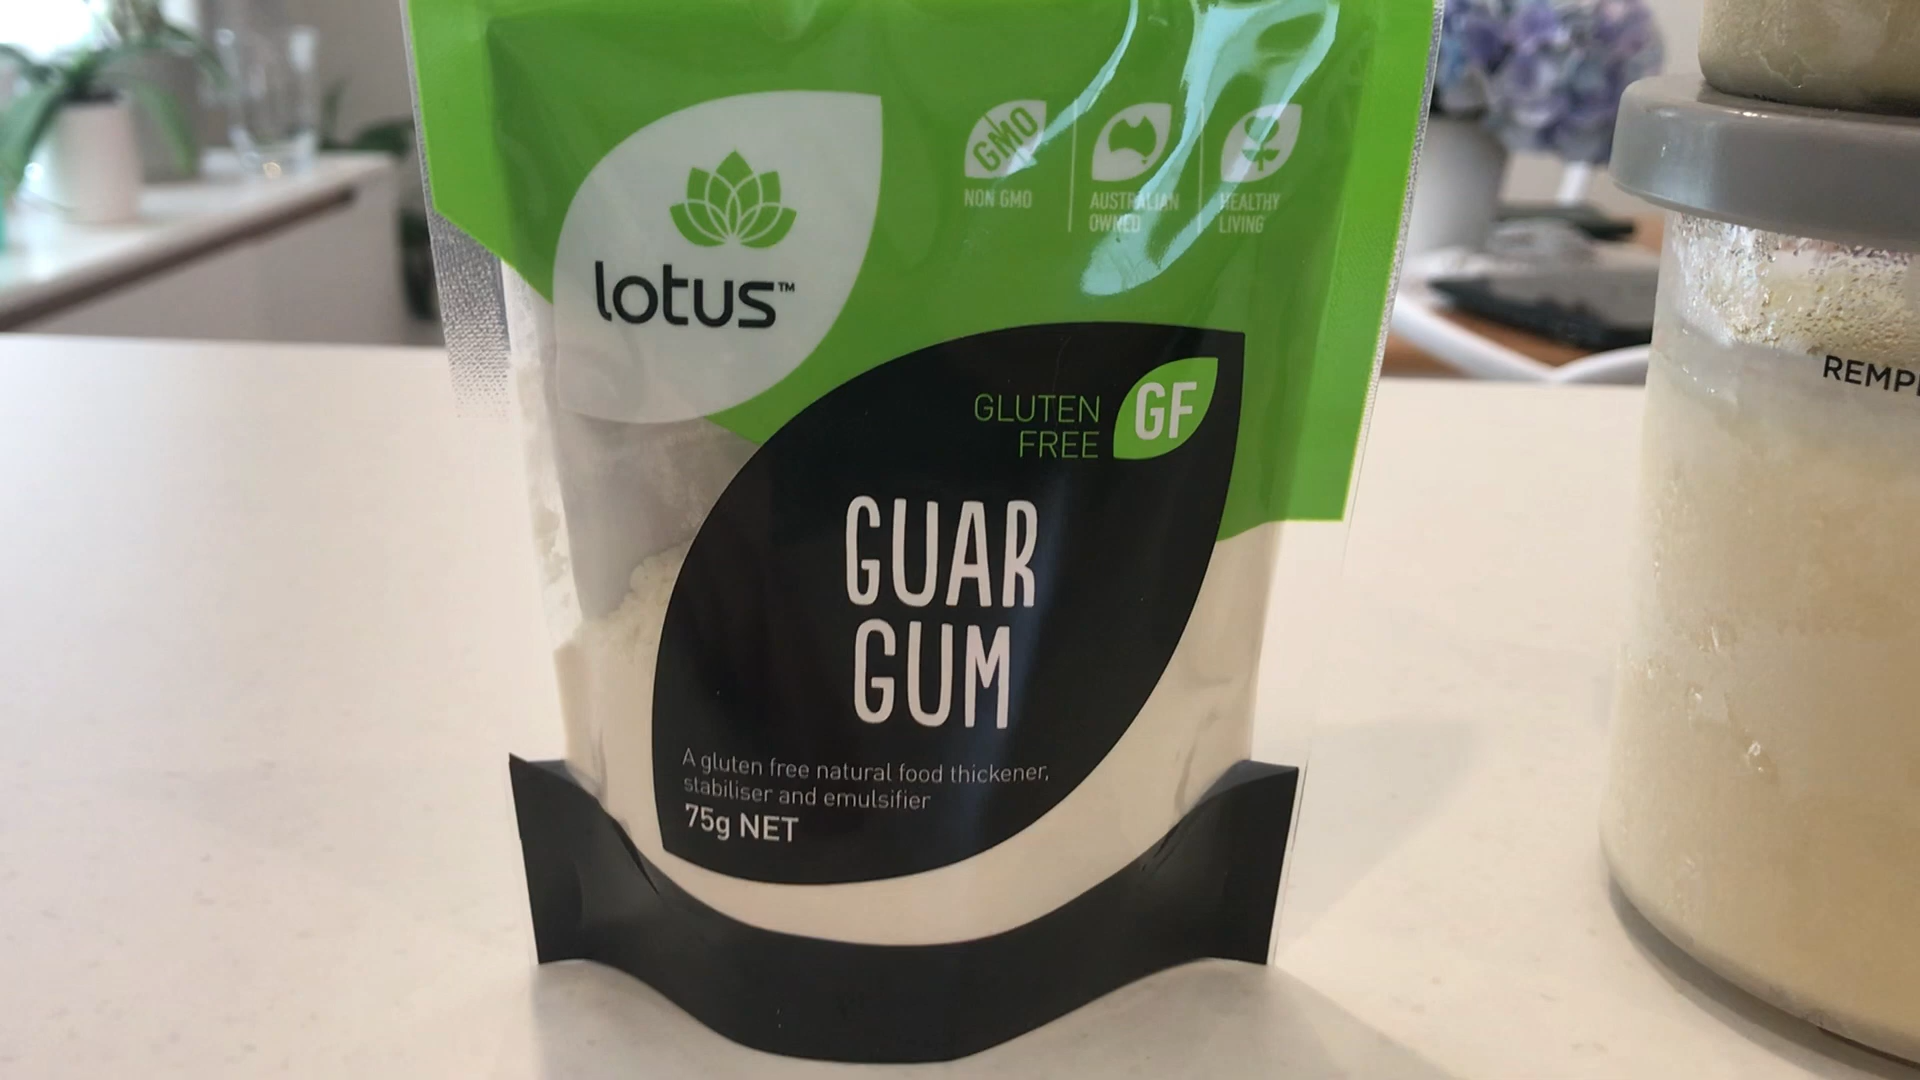 lotus™
GMO
NON GMO
AUSTRALIAN
OWNED
HEALTHY
LIVING
GLUTEN
FREE
GF
GUAR
GUM
A gluten free natural food thickener,
stabiliser and emulsifier
75g NET